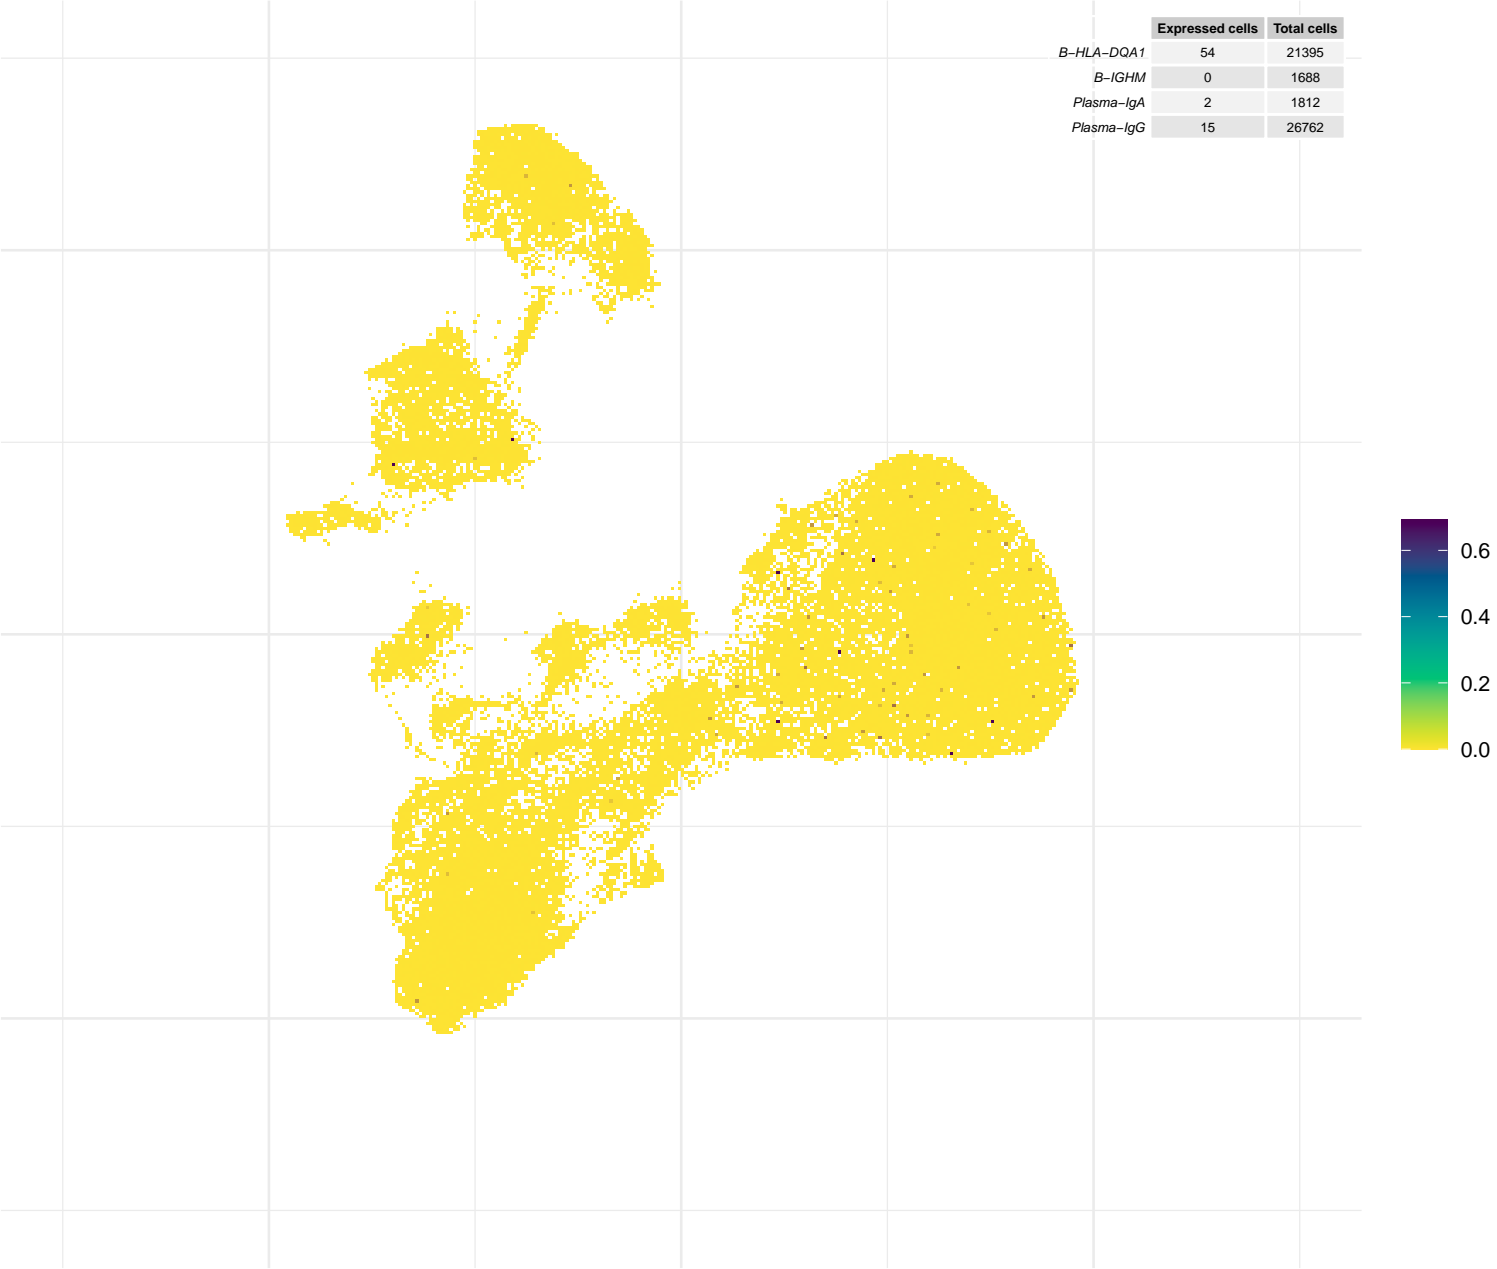 Expressed cells Total cells
B−HLA−DQA1 54 21395
B−IGHM 0 1688
Plasma−IgA 2 1812
Plasma−IgG 15 26762
0.6
0.4
0.2
0.0